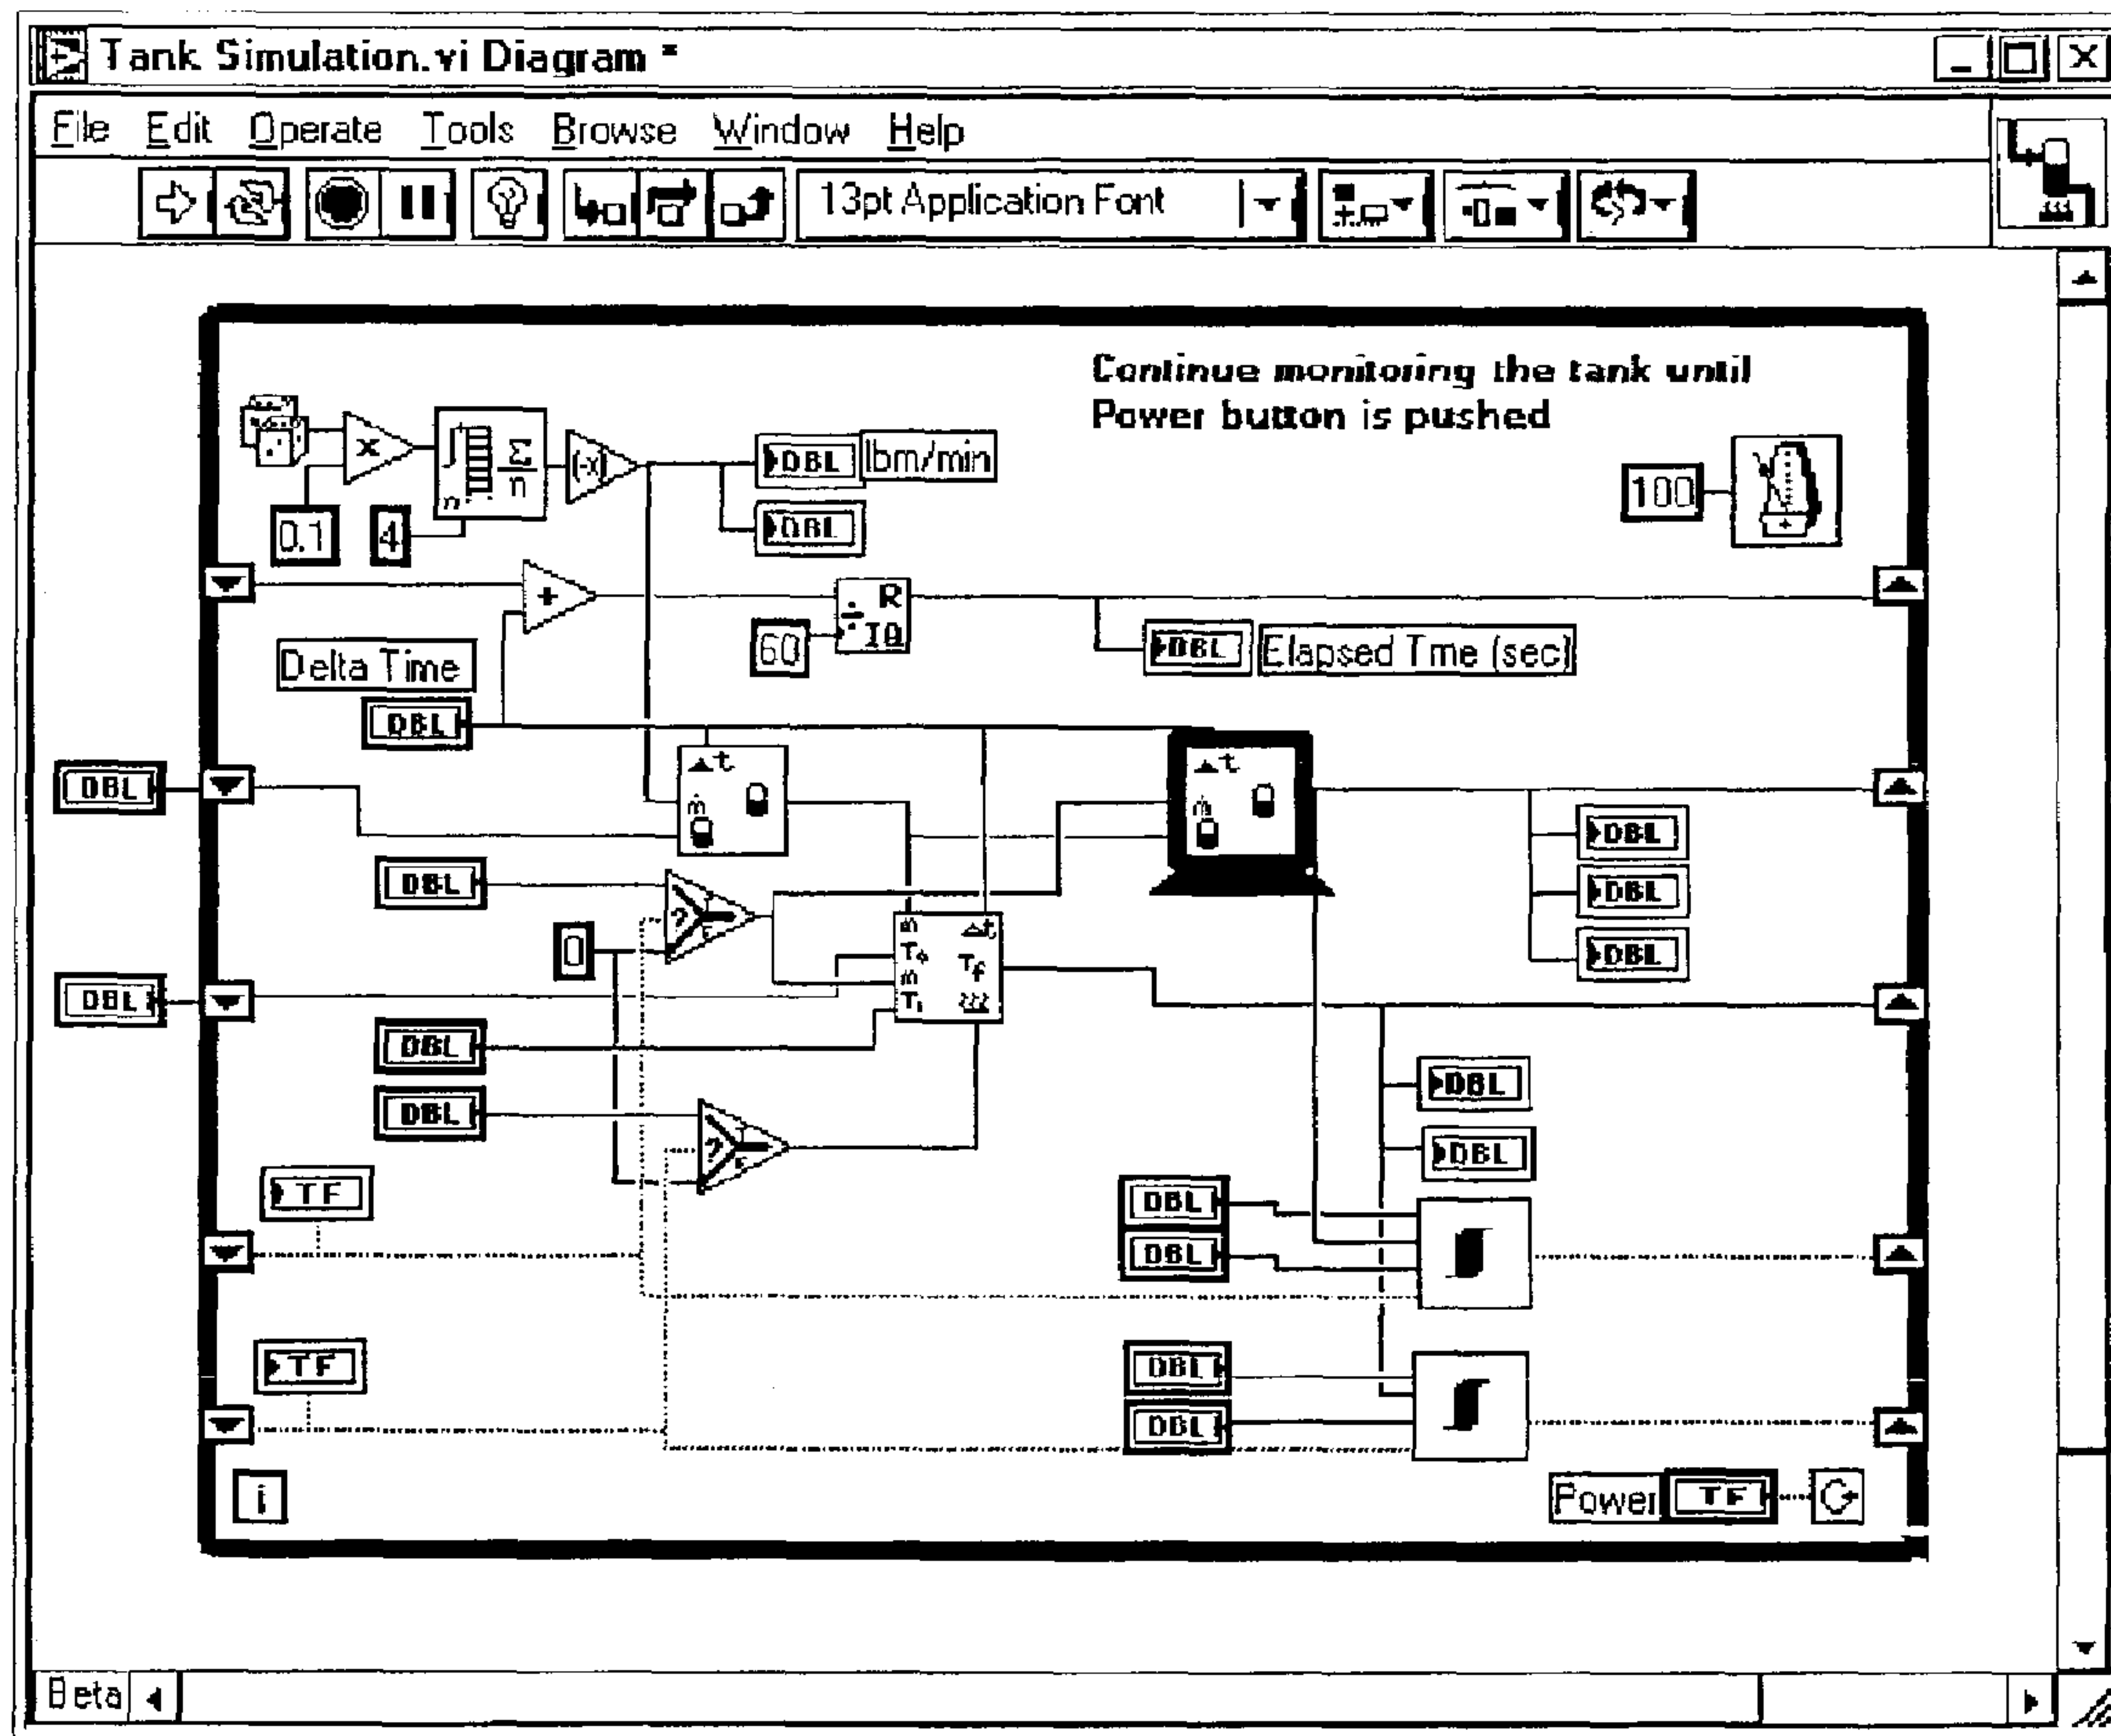 Tank Simulation.vi Diagram *
File Edit Operate Tools Browse Window Help
13pt Application Font
Continue monitoring the tank until
Power button is pushed
x
Σ
n
n
-x
DBL lbm/min
100
0.1
4
DBL
+
R
IQ
60
DBL Elapsed Tme (sec)
Delta Time
DBL
DBL
t
m
t
m
DBL
DBL
DBL
?
0
m
t
T
Tf
m
Ti
DBL
DBL
DBL
DBL
DBL
?
DBL
DBL
TF
DBL
DBL
TF
DBL
DBL
i
Power TF
Beta